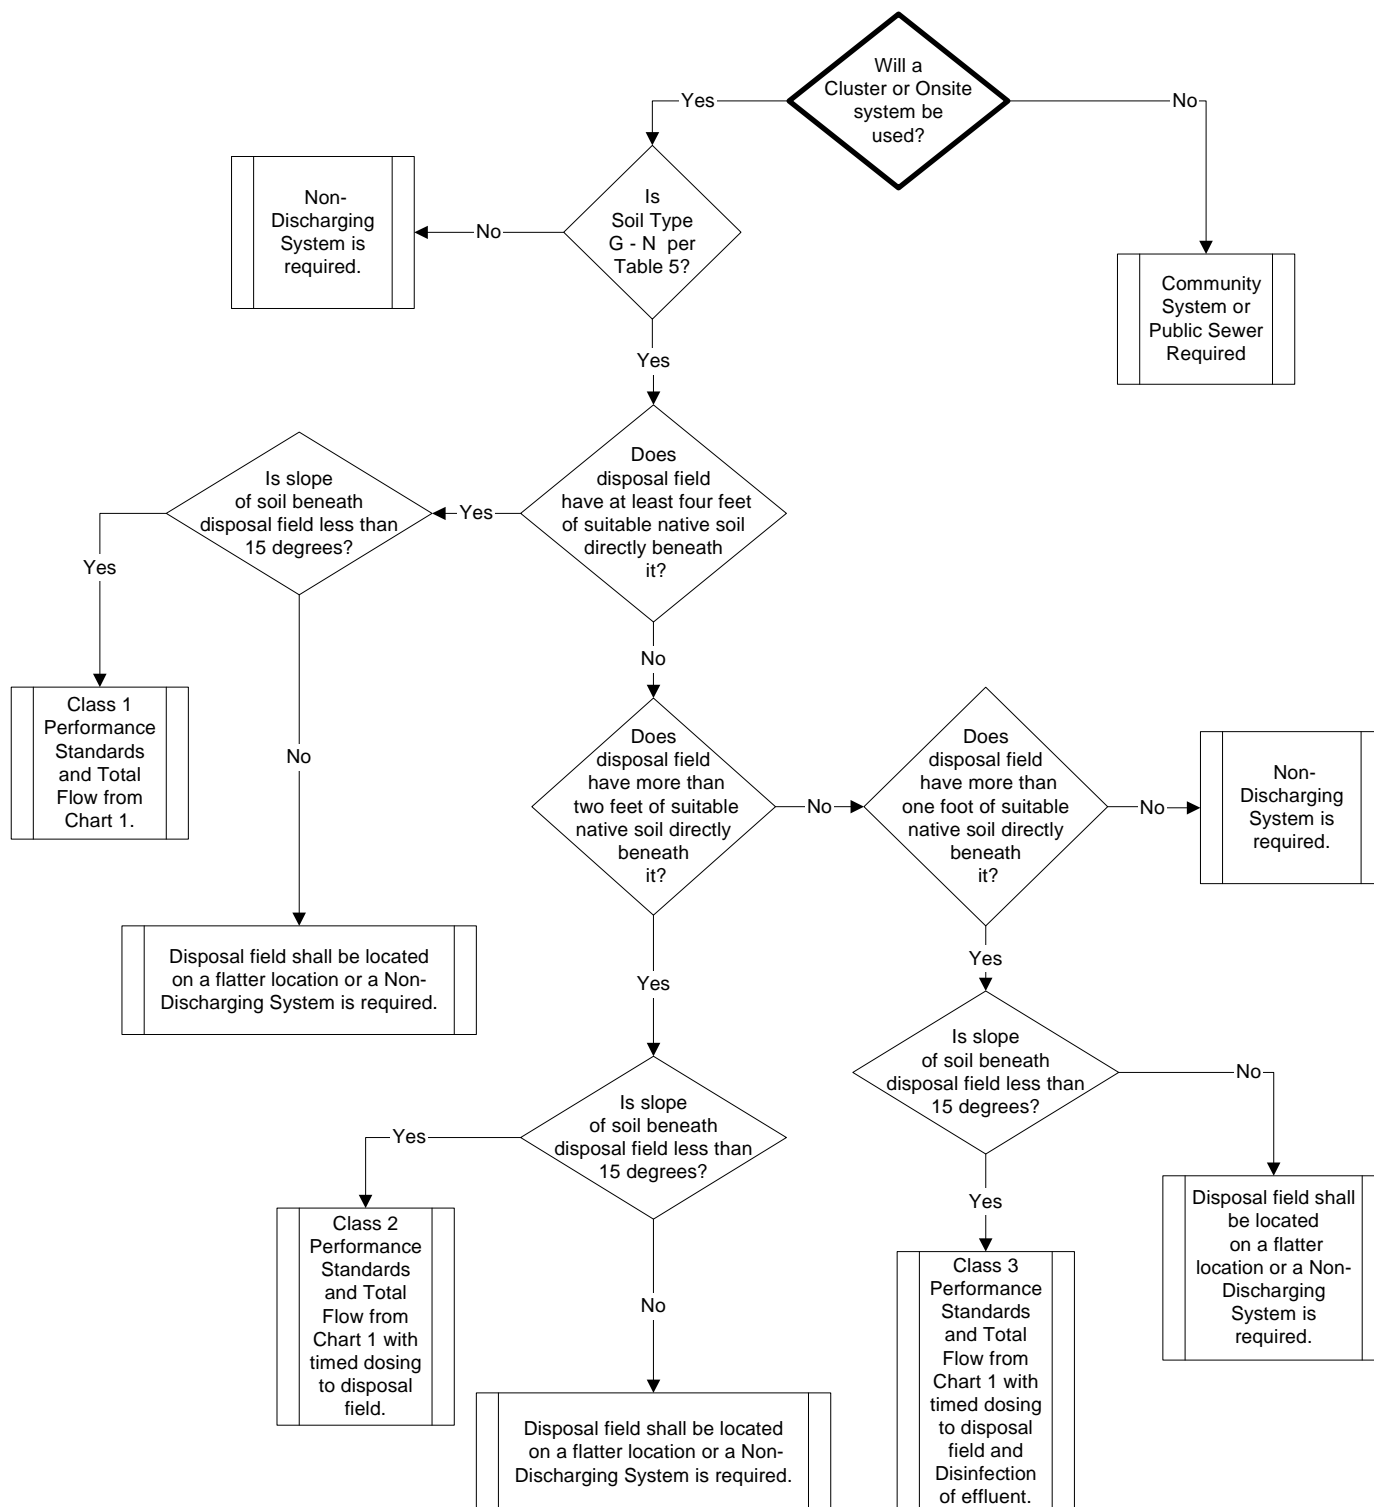 Will a
Cluster or Onsite
system be
used?
Yes
No
Non-
Discharging
System is
required.
No
Is
Soil Type
G - N per
Table 5?
Community
System or
Public Sewer
Required
Yes
Is slope
of soil beneath
disposal field less than
15 degrees?
Yes
Does
disposal field
have at least four feet
of suitable native soil
directly beneath
it?
Yes
No
Class 1
Performance
Standards
and Total
Flow from
Chart 1.
No
Does
disposal field
have more than
two feet of suitable
native soil directly
beneath
it?
No
Does
disposal field
have more than
one foot of suitable
native soil directly
beneath
it?
No
Non-
Discharging
System is
required.
Disposal field shall be located
on a flatter location or a Non-
Discharging System is required.
Yes
Yes
Is slope
of soil beneath
disposal field less than
15 degrees?
No
Is slope
of soil beneath
disposal field less than
15 degrees?
Yes
Yes
Disposal field shall
be located
on a flatter
location or a Non-
Discharging
System is
required.
Class 2
Performance
Standards
and Total
Flow from
Chart 1 with
timed dosing
to disposal
field.
No
Class 3
Performance
Standards
and Total
Flow from
Chart 1 with
timed dosing
to disposal
field and
Disinfection
of effluent.
Disposal field shall be located
on a flatter location or a Non-
Discharging System is required.